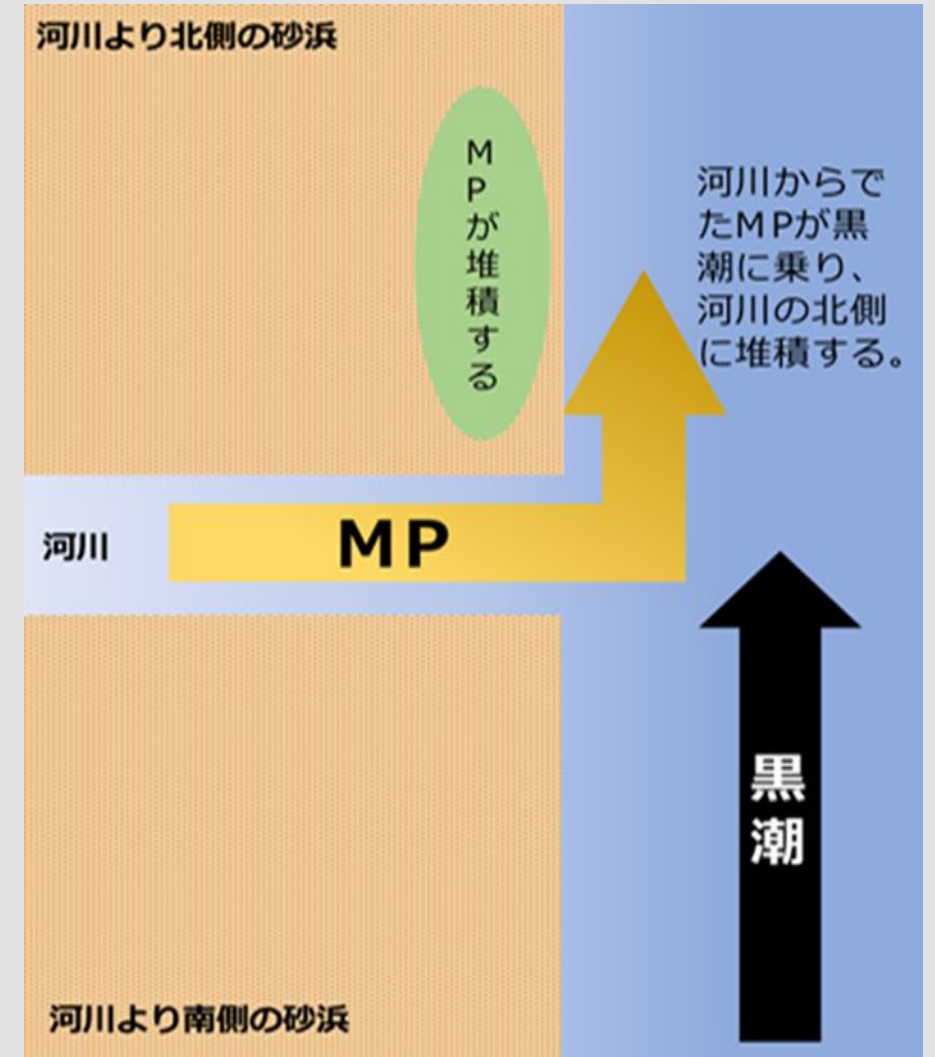 河川より北側の砂浜
MPが堆積する
河川からで
たMPが黒
潮に乗り、
河川の北側
に堆積する。
河川
MP
黒潮
河川より南側の砂浜